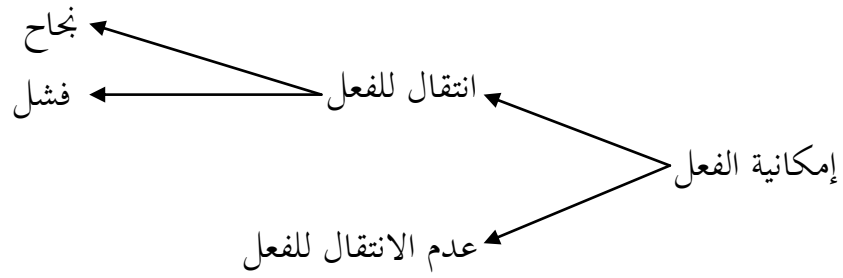 نجاح
انتقال للفعل
فشل
إمكانية الفعل
عدم الانتقال للفعل